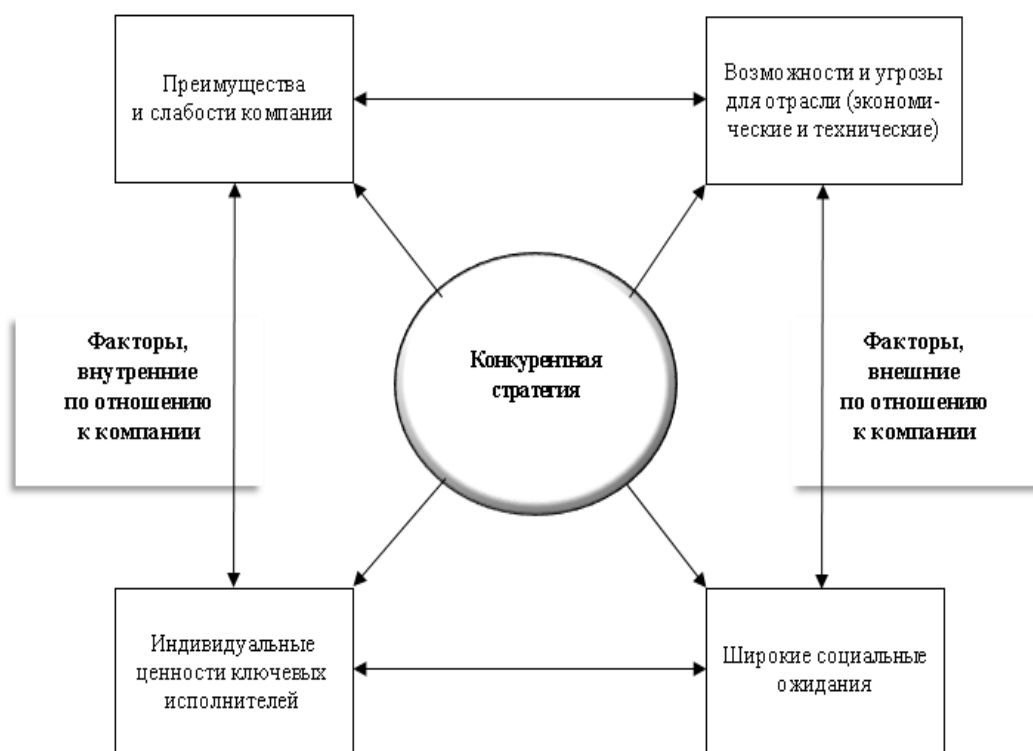 Преимущества
и слабости компании
Возможности и угрозы
для отрасли (экономи-
ческие и технические)
Факторы,
внутренние
по отношению
к компании
Конкурентная
стратегия
Факторы,
внешние
по отношению
к компании
Индивидуальные
ценности ключевых
исполнителей
Широкие социальные
ожидания